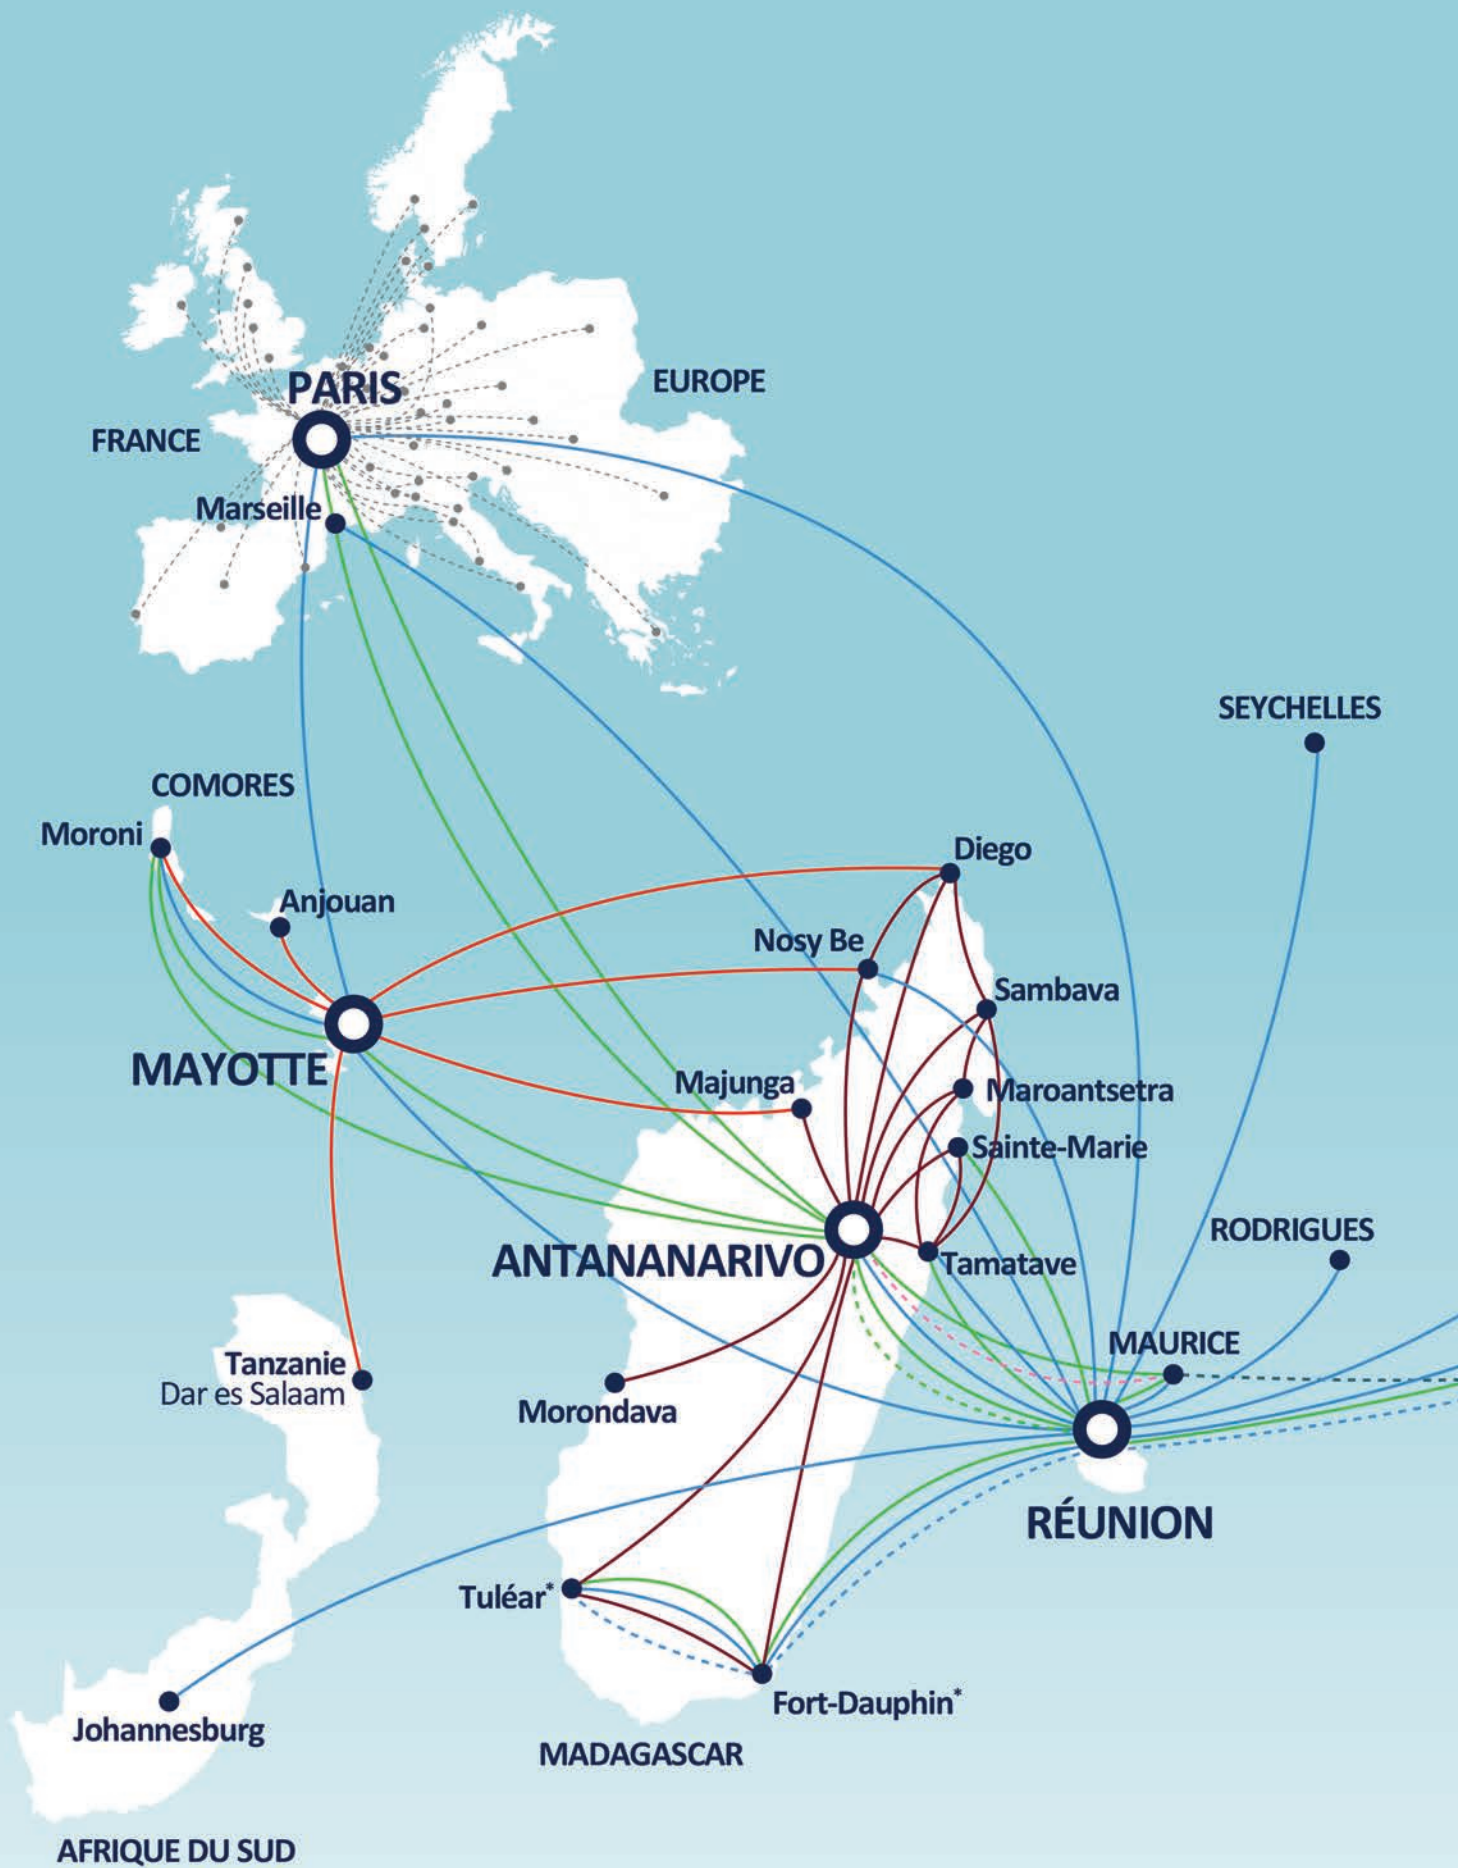 PARIS
EUROPE
FRANCE
Marseille
SEYCHELLES
COMORES
Moroni
Diego
Anjouan
Nosy Be
Sambava
MAYOTTE
Majunga
Maroantsetra
Sainte-Marie
RODRIGUES
ANTANANARIVO
Tamatave
MAURICE
Tanzanie
Dar es Salaam
Morondava
RÉUNION
Tuléar*
Fort-Dauphin*
Johannesburg
MADAGASCAR
AFRIQUE DU SUD